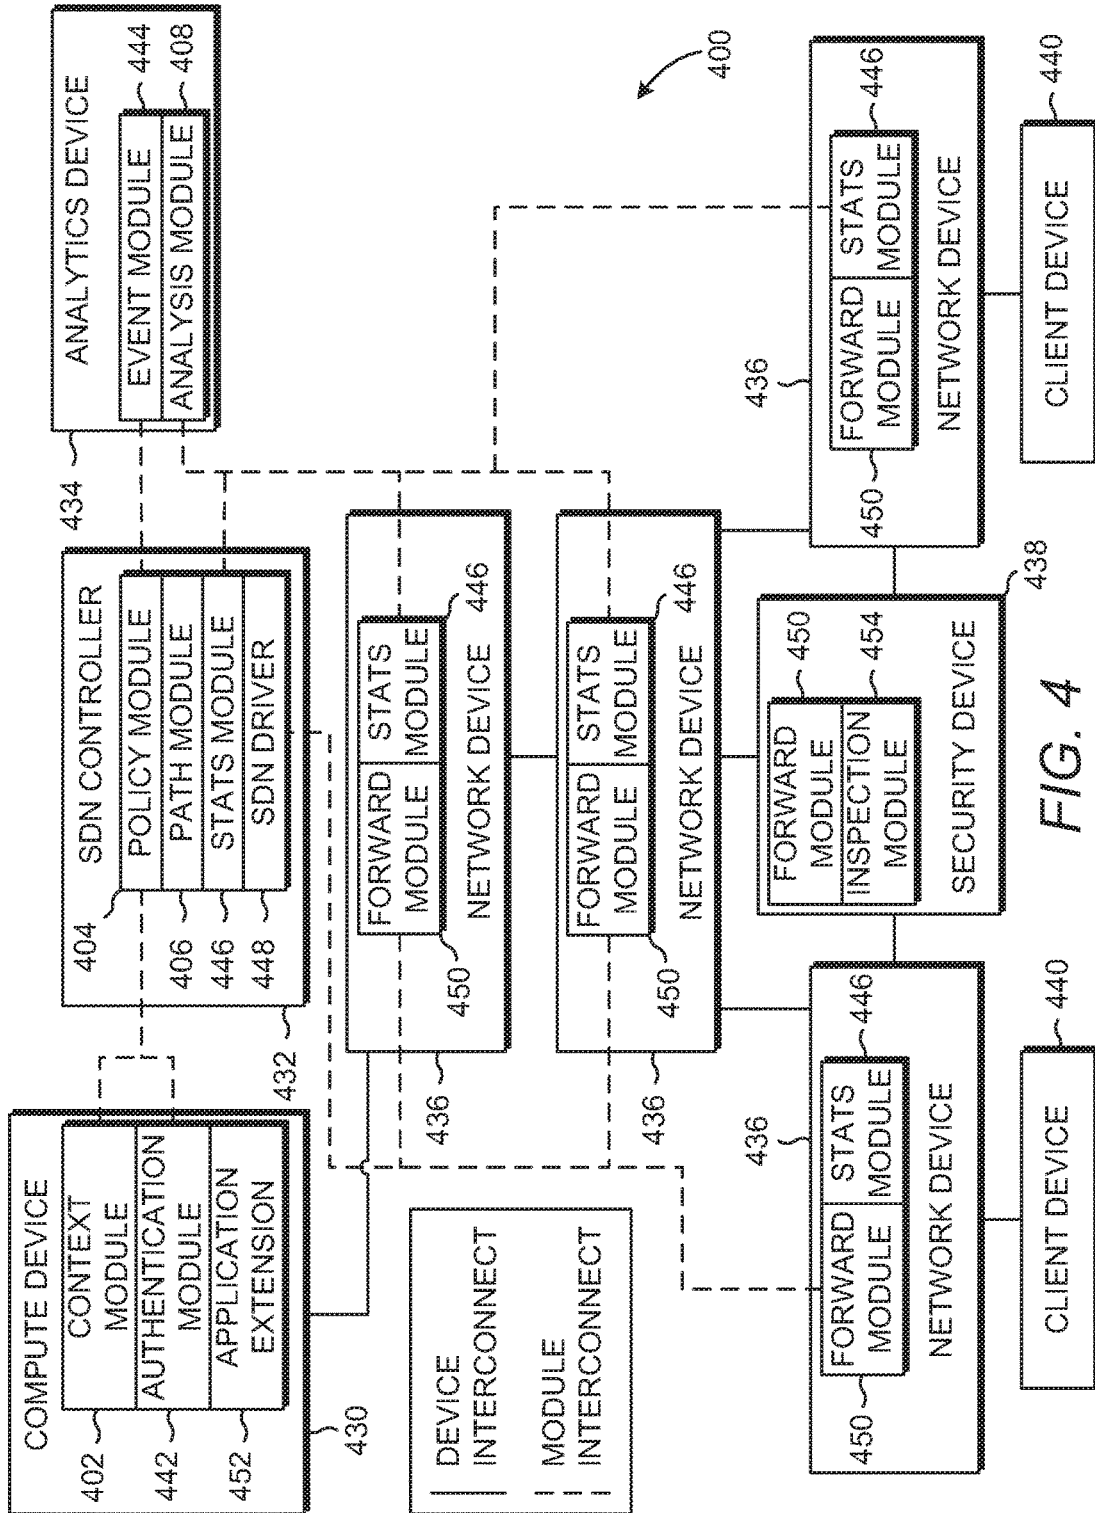 COMPUTE DEVICE
CONTEXT
MODULE
AUTHENTICATION
MODULE
APPLICATION
EXTENSION
402
442
452
430
SDN CONTROLLER
POLICY MODULE
PATH MODULE
STATS MODULE
SDN DRIVER
404
406
446
448
432
ANALYTICS DEVICE
EVENT MODULE
ANALYSIS MODULE
444
408
434
DEVICE
INTERCONNECT
MODULE
INTERCONNECT
FORWARD
MODULE
STATS
MODULE
NETWORK DEVICE
450
446
436
FORWARD
MODULE
STATS
MODULE
NETWORK DEVICE
450
446
436
400
FORWARD
MODULE
STATS
MODULE
NETWORK DEVICE
450
446
436
FORWARD
MODULE
INSPECTION
MODULE
SECURITY DEVICE
450
454
438
FORWARD
MODULE
STATS
MODULE
NETWORK DEVICE
450
446
436
CLIENT DEVICE
440
CLIENT DEVICE
440
FIG. 4